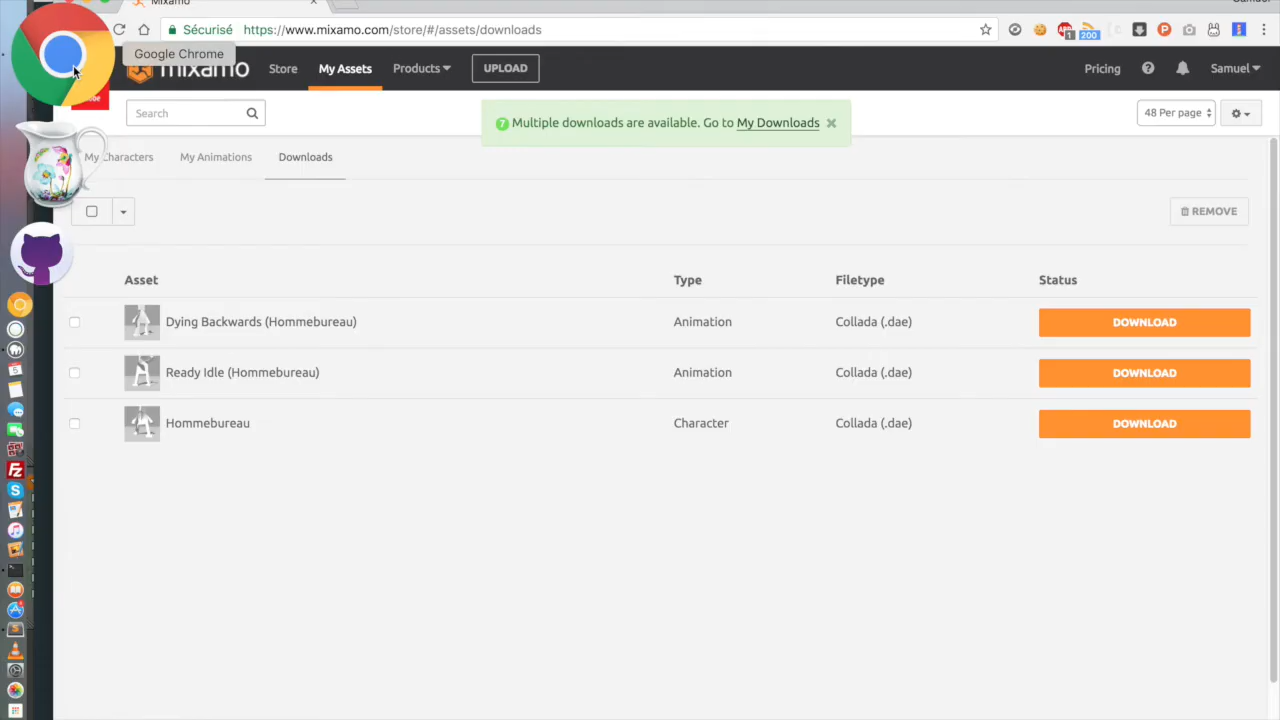 Mixamo
Samuel
Sécurisé https://www.mixamo.com/store/#/assets/downloads
1
200
Google Chrome
mixamo Store My Assets Products UPLOAD Pricing Samuel
Search
Multiple downloads are available. Go to My Downloads
48 Per page
My Characters My Animations Downloads
REMOVE
Asset Type Filetype Status
Dying Backwards (Hommebureau) Animation Collada (.dae) DOWNLOAD
Ready Idle (Hommebureau) Animation Collada (.dae) DOWNLOAD
Hommebureau Character Collada (.dae) DOWNLOAD